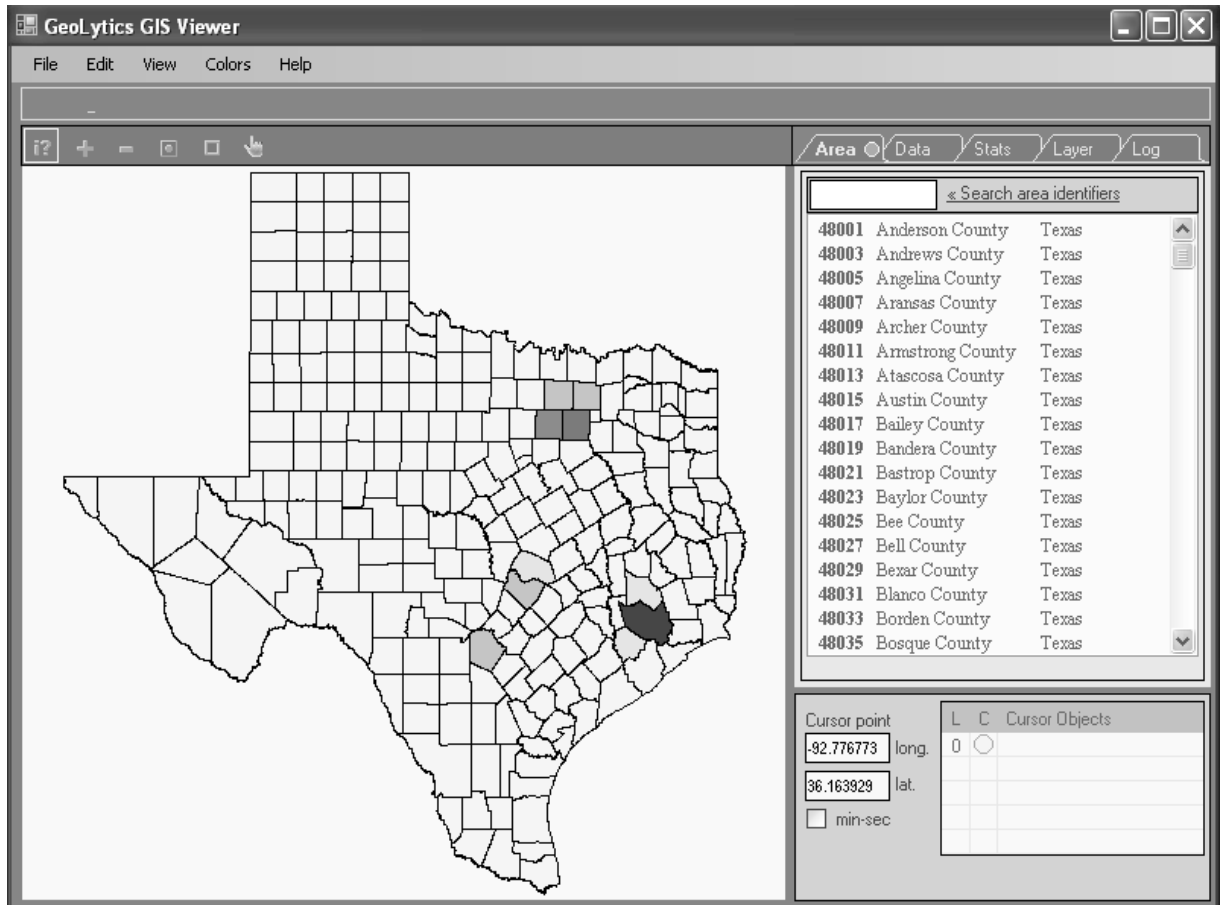 GeoLytics GIS Viewer
File Edit View Colors Help
i?
Area Data Stats Layer Log
« Search area identifiers
48001 Anderson County Texas
48003 Andrews County Texas
48005 Angelina County Texas
48007 Aransas County Texas
48009 Archer County Texas
48011 Armstrong County Texas
48013 Atascosa County Texas
48015 Austin County Texas
48017 Bailey County Texas
48019 Bandera County Texas
48021 Bastrop County Texas
48023 Baylor County Texas
48025 Bee County Texas
48027 Bell County Texas
48029 Bexar County Texas
48031 Blanco County Texas
48033 Borden County Texas
48035 Bosque County Texas
Cursor point
-92.776773 long.
36.163929 lat.
min-sec
L C Cursor Objects
0